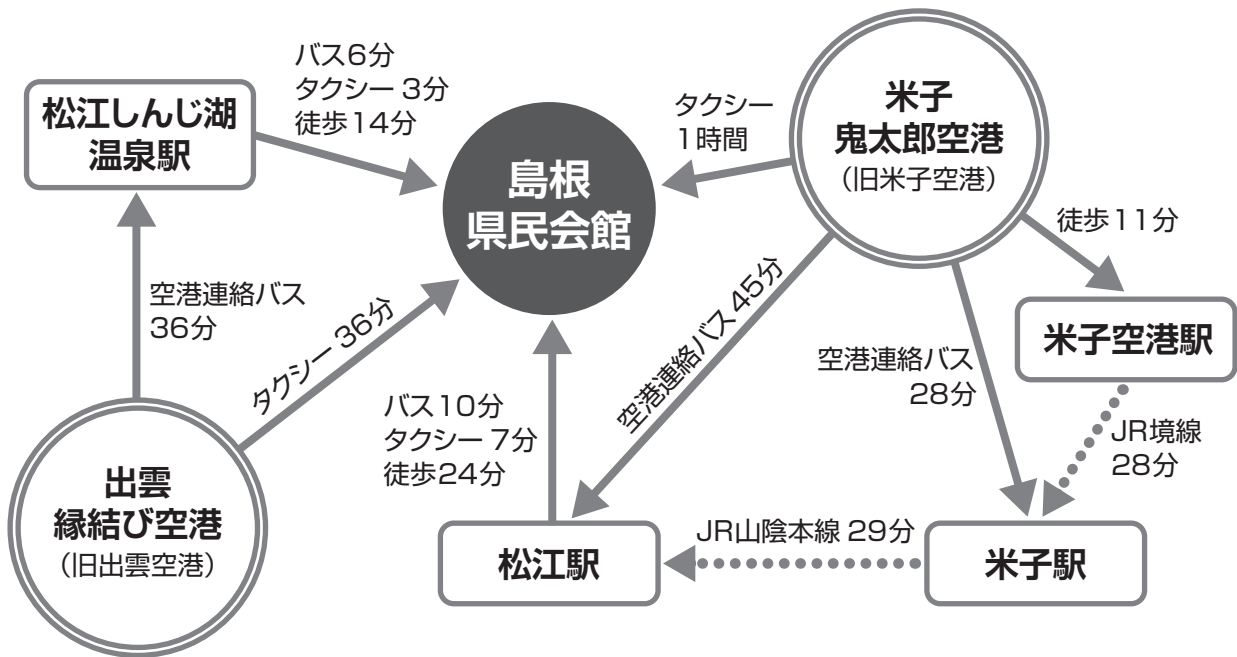 バス6分
タクシー 3分
徒歩14分
松江しんじ湖
温泉駅
島根
県民会館
タクシー
1時間
米子
鬼太郎空港
(旧米子空港)
徒歩11分
米子空港駅
空港連絡バス
36分
タクシー 36分
空港連絡バス 45分
空港連絡バス
28分
JR境線
28分
バス10分
タクシー 7分
徒歩24分
出雲
縁結び空港
(旧出雲空港)
松江駅
JR山陰本線 29分
米子駅